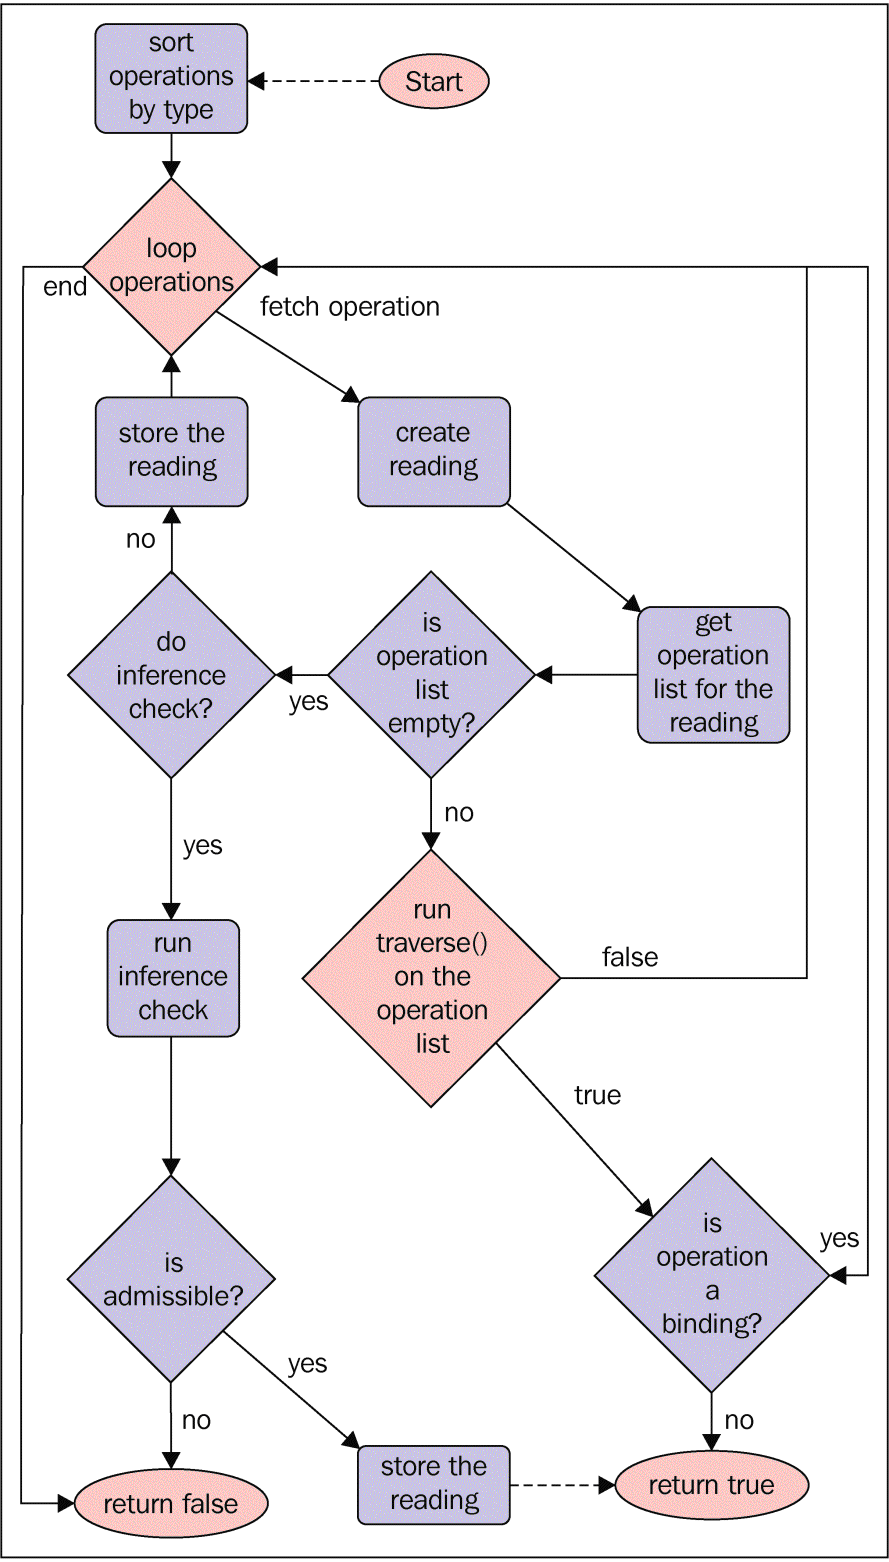 sort
operations
by type
Start
loop
operations
end
fetch operation
store the
reading
create
reading
no
do
inference
check?
is
operation
list
empty?
get
operation
list for the
reading
yes
no
yes
run
inference
check
run
traverse()
on the
operation
list
false
true
is
admissible?
is
operation
a
binding?
yes
yes
no
no
store the
reading
return false
return true